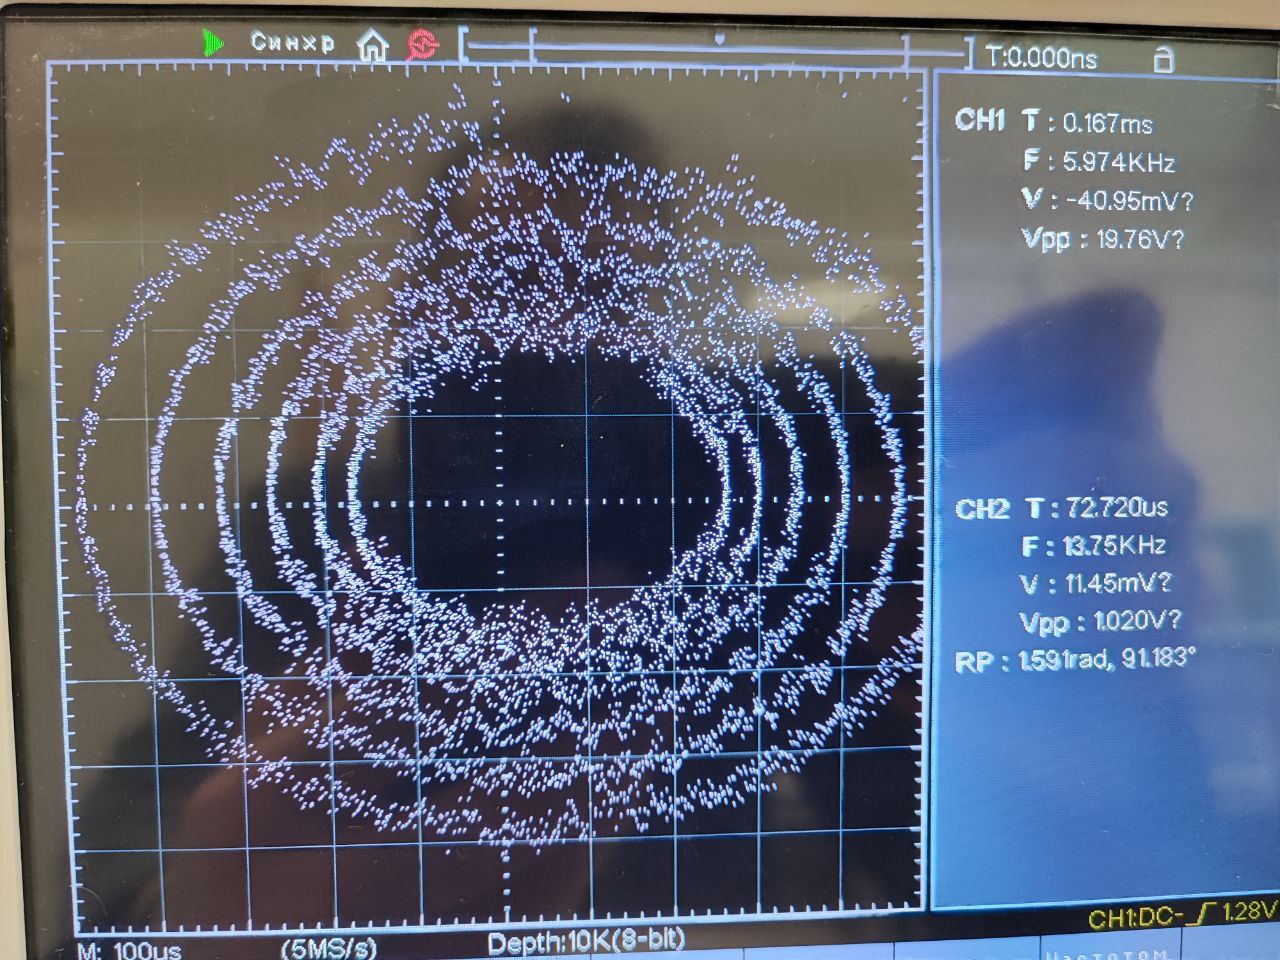 Синхр
T:0.000ns
CH1 T : 0.167ms
F : 5.974KHz
V : -40.95mV?
Vpp : 19.76V?
CH2 T : 72.720us
F : 13.75KHz
V : 11.45mV?
Vpp : 1.020V?
RP : 1.591rad, 91.183°
CH1:DC- 1.28V
M: 100us (5MS/s) Depth:10K(8-bit)